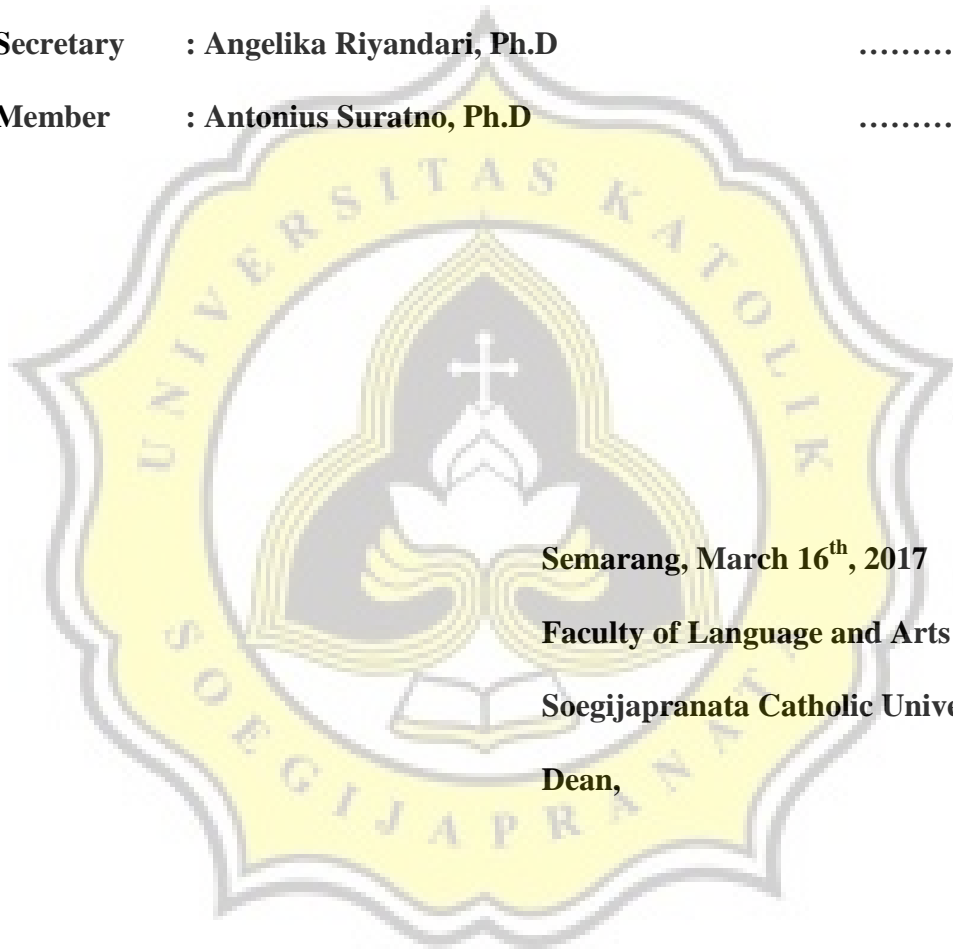 Secretary : Angelika Riyandari, Ph.D ..........
Member : Antonius Suratno, Ph.D ..........
UNIVERSITAS KATOLIK
Semarang, March 16th, 2017
Faculty of Language and Arts
Soegijapranata Catholic Unive
Dean,
SOEGIJAPRANATA